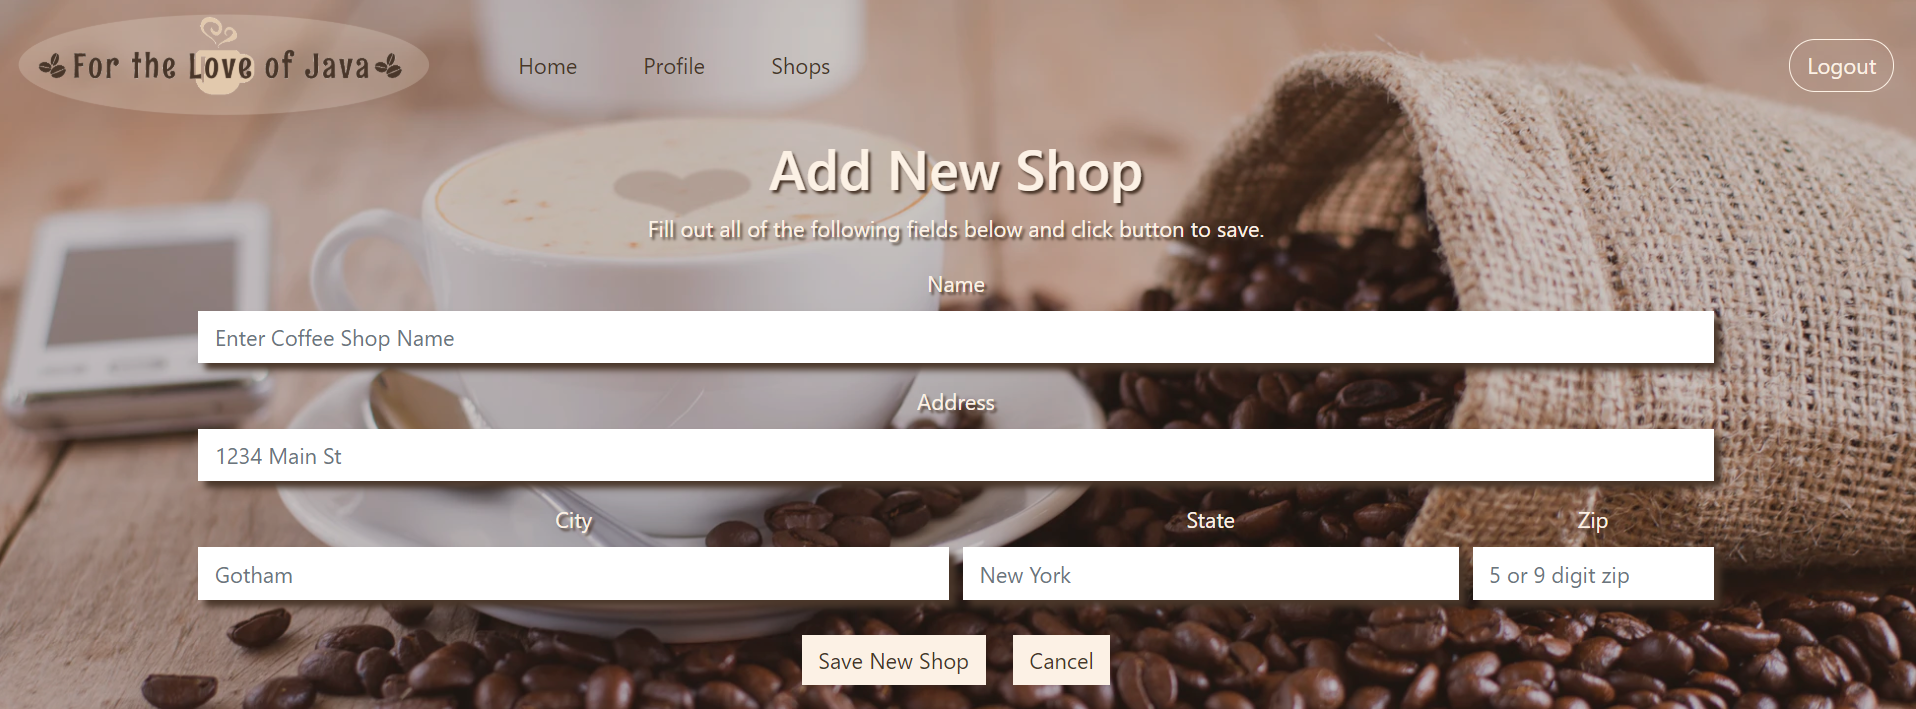 For the Love of Java
Home Profile Shops
Logout
Add New Shop
Fill out all of the following fields below and click button to save.
Name
Enter Coffee Shop Name
Address
1234 Main St
City State Zip
Gotham New York 5 or 9 digit zip
Save New Shop Cancel